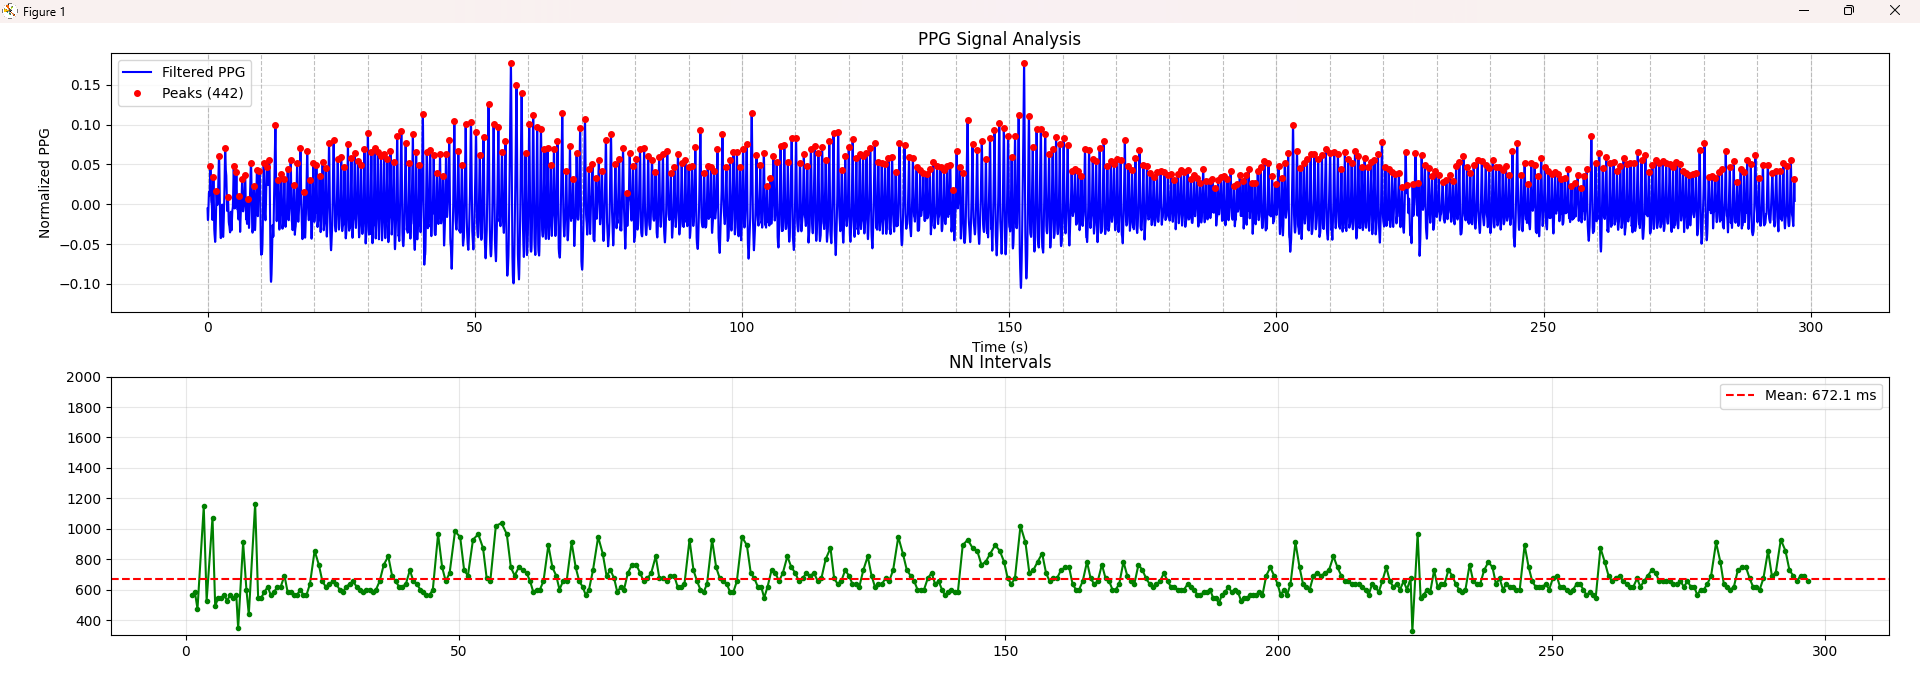 Figure 1
PPG Signal Analysis
Filtered PPG
Peaks (442)
Normalized PPG
0.15
0.10
0.05
0.00
−0.05
−0.10
0 50 100 150 200 250 300
Time (s)
NN Intervals
Mean: 672.1 ms
2000
1800
1600
1400
1200
1000
800
600
400
0 50 100 150 200 250 300